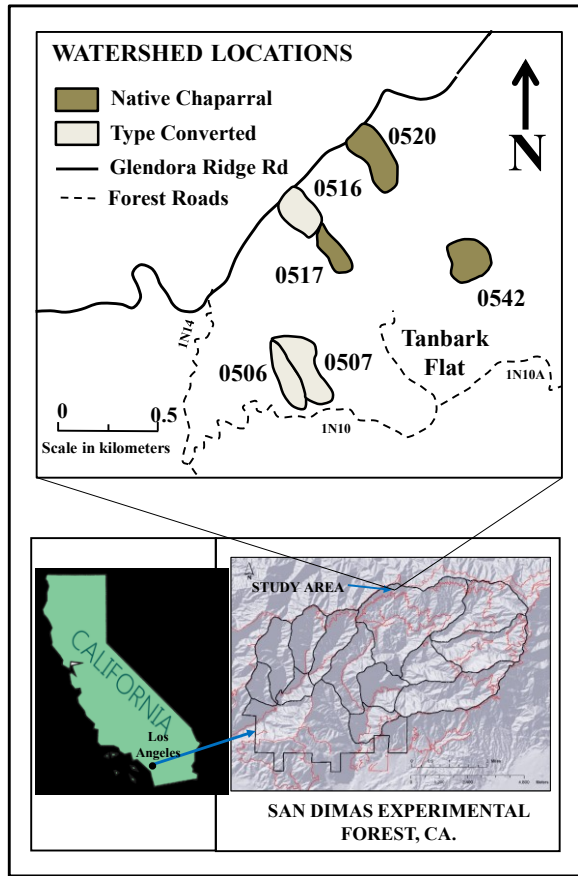 WATERSHED LOCATIONS
Native Chaparral
Type Converted
Glendora Ridge Rd
Forest Roads
0520
0516
N
0517
0542
1N14
Tanbark
Flat
0506
0507
1N10A
0 0.5
Scale in kilometers
1N10
STUDY AREA
CALIFORNIA
Los
Angeles
SAN DIMAS EXPERIMENTAL
FOREST, CA.